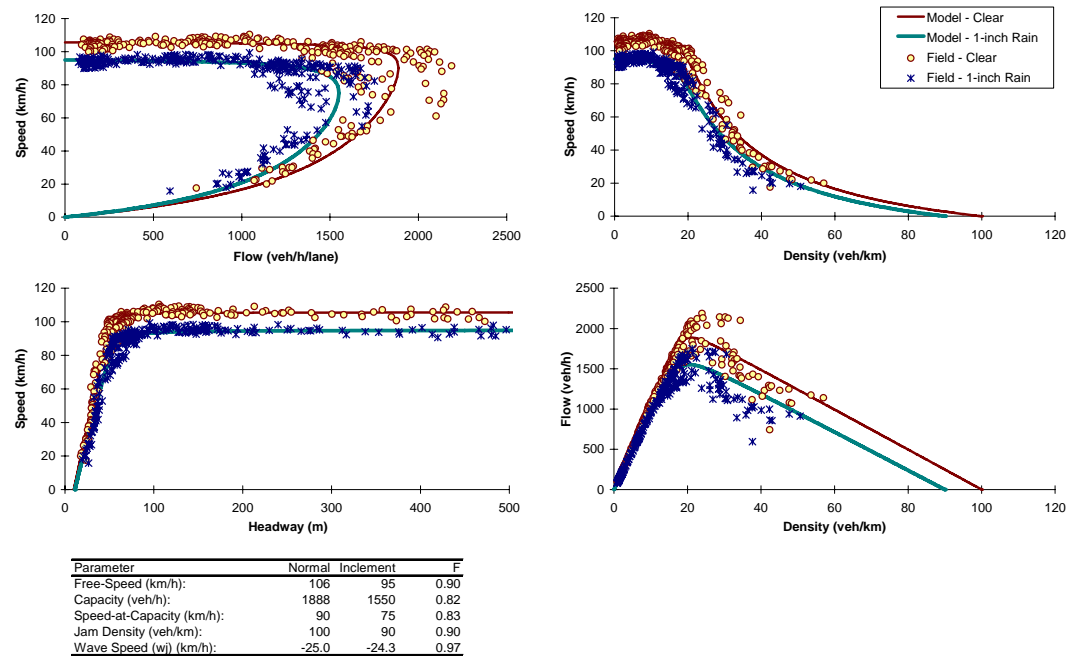 120
100
80
60
40
20
0
Speed (km/h)
0 500 1000 1500 2000 2500
Flow (veh/h/lane)
120
100
80
60
40
20
0
Speed (km/h)
0 20 40 60 80 100 120
Density (veh/km)
Model - Clear
Model - 1-inch Rain
Field - Clear
Field - 1-inch Rain
120
100
80
60
40
20
0
Speed (km/h)
0 100 200 300 400 500
Headway (m)
2500
2000
1500
1000
500
0
Flow (veh/h)
0 20 40 60 80 100 120
Density (veh/km)
Parameter Normal Inclement F
Free-Speed (km/h): 106 95 0.90
Capacity (veh/h): 1888 1550 0.82
Speed-at-Capacity (km/h): 90 75 0.83
Jam Density (veh/km): 100 90 0.90
Wave Speed (wj) (km/h): -25.0 -24.3 0.97